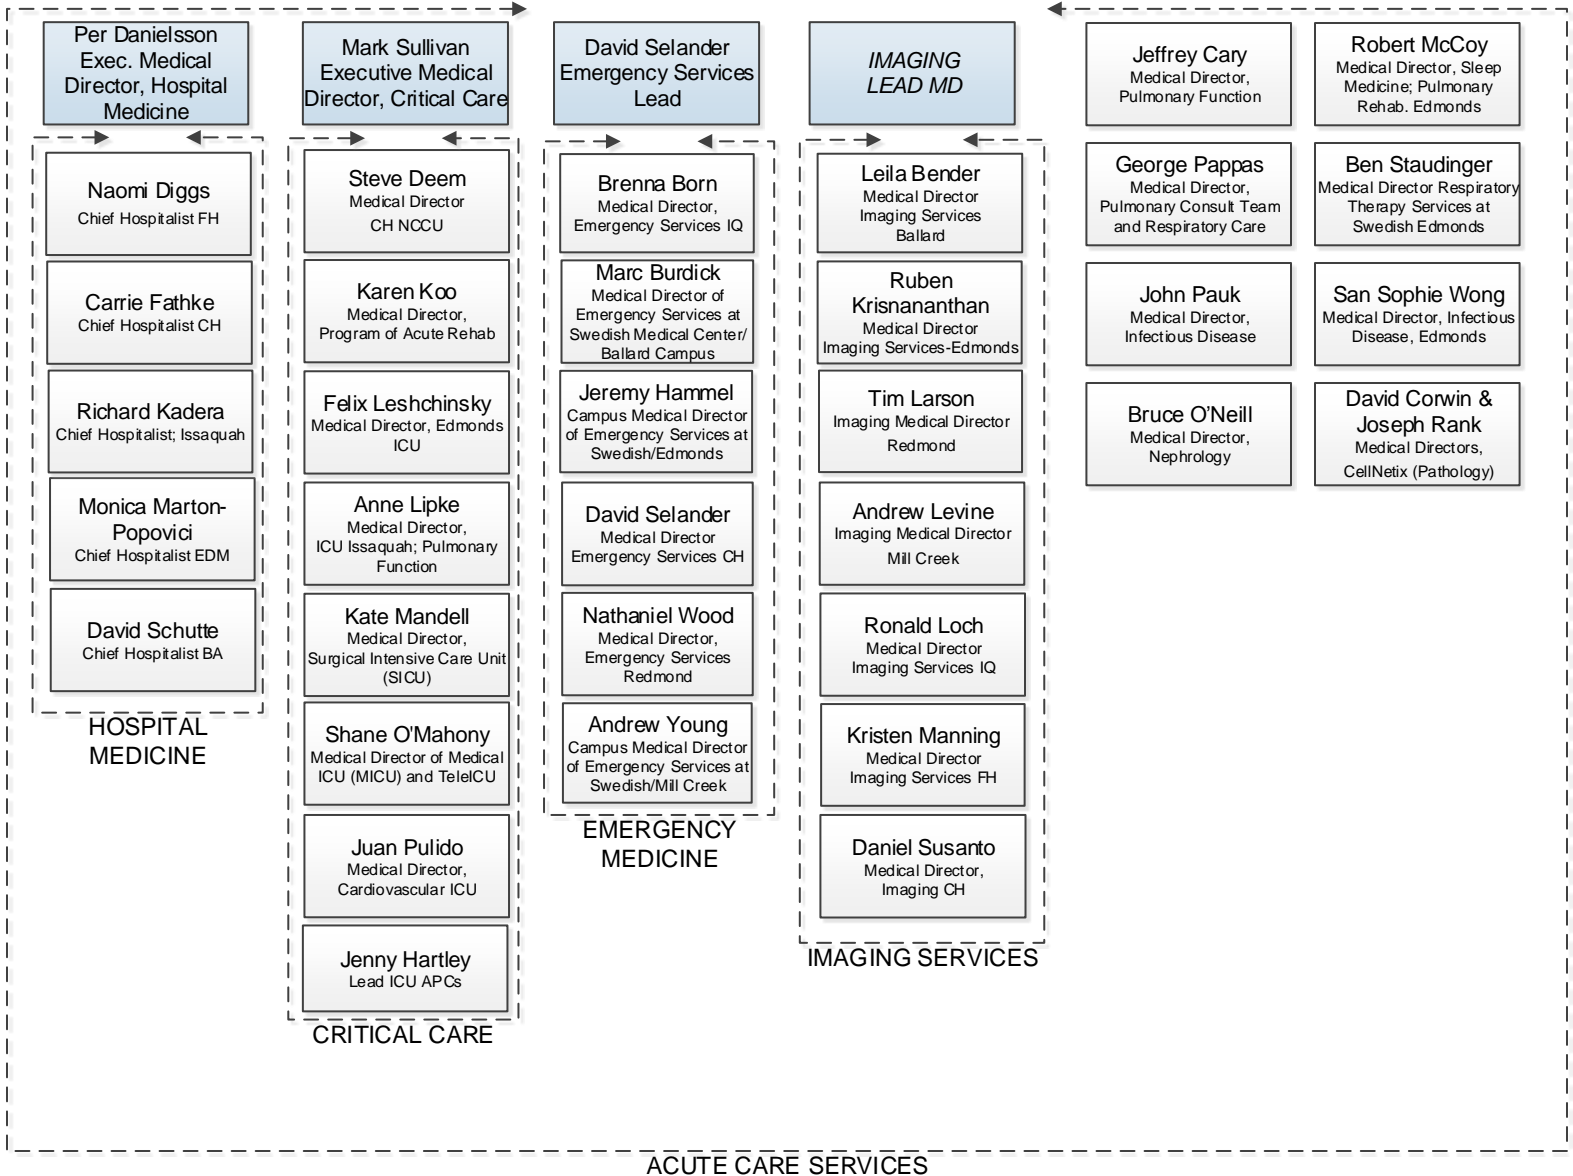 Per Danielsson
Exec. Medical
Director, Hospital
Medicine
Naomi Diggs
Chief Hospitalist FH
Carrie Fathke
Chief Hospitalist CH
Richard Kadera
Chief Hospitalist; Issaquah
Monica Marton-
Popovici
Chief Hospitalist EDM
David Schutte
Chief Hospitalist BA
HOSPITAL
MEDICINE
Mark Sullivan
Executive Medical
Director, Critical Care
Steve Deem
Medical Director
CH NCCU
Karen Koo
Medical Director,
Program of Acute Rehab
Felix Leshchinsky
Medical Director, Edmonds
ICU
Anne Lipke
Medical Director,
ICU Issaquah; Pulmonary
Function
Kate Mandell
Medical Director,
Surgical Intensive Care Unit
(SICU)
Shane O'Mahony
Medical Director of Medical
ICU (MICU) and TeleICU
Juan Pulido
Medical Director,
Cardiovascular ICU
Jenny Hartley
Lead ICU APCs
CRITICAL CARE
David Selander
Emergency Services
Lead
Brenna Born
Medical Director,
Emergency Services IQ
Marc Burdick
Medical Director of
Emergency Services at
Swedish Medical Center/
Ballard Campus
Jeremy Hammel
Campus Medical Director
of Emergency Services at
Swedish/Edmonds
David Selander
Medical Director
Emergency Services CH
Nathaniel Wood
Medical Director,
Emergency Services
Redmond
Andrew Young
Campus Medical Director
of Emergency Services at
Swedish/Mill Creek
EMERGENCY
MEDICINE
IMAGING
LEAD MD
Leila Bender
Medical Director
Imaging Services
Ballard
Ruben
Krisnananthan
Medical Director
Imaging Services-Edmonds
Tim Larson
Imaging Medical Director
Redmond
Andrew Levine
Imaging Medical Director
Mill Creek
Ronald Loch
Medical Director
Imaging Services IQ
Kristen Manning
Medical Director
Imaging Services FH
Daniel Susanto
Medical Director,
Imaging CH
IMAGING SERVICES
Jeffrey Cary
Medical Director,
Pulmonary Function
Robert McCoy
Medical Director, Sleep
Medicine; Pulmonary
Rehab. Edmonds
George Pappas
Medical Director,
Pulmonary Consult Team
and Respiratory Care
Ben Staudinger
Medical Director Respiratory
Therapy Services at
Swedish Edmonds
John Pauk
Medical Director,
Infectious Disease
San Sophie Wong
Medical Director, Infectious
Disease, Edmonds
Bruce O’Neill
Medical Director,
Nephrology
David Corwin &
Joseph Rank
Medical Directors,
CellNetix (Pathology)
ACUTE CARE SERVICES